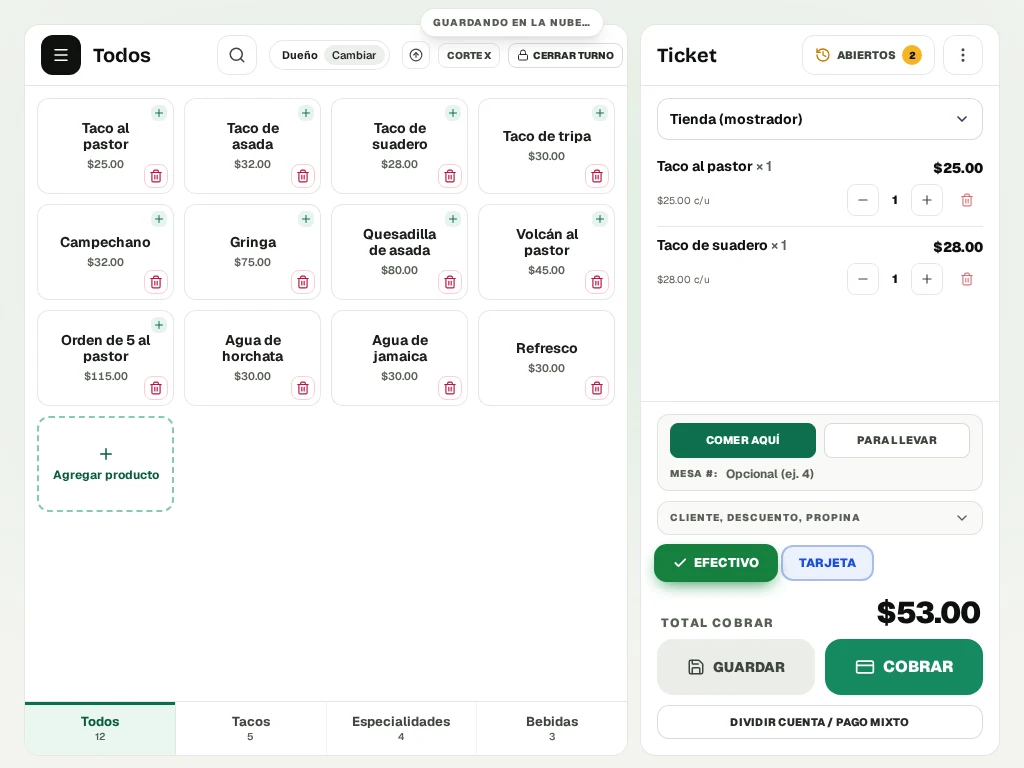 GUARDANDO EN LA NUBE…
Todos
Dueño Cambiar
CORTE X
CERRAR TURNO
Taco al
pastor
$25.00
Taco de
asada
$32.00
Taco de
suadero
$28.00
Taco de tripa
$30.00
Campechano
$32.00
Gringa
$75.00
Quesadilla
de asada
$80.00
Volcán al
pastor
$45.00
Orden de 5 al
pastor
$115.00
Agua de
horchata
$30.00
Agua de
jamaica
$30.00
Refresco
$30.00
+
Agregar producto
Todos
12
Tacos
5
Especialidades
4
Bebidas
3
Ticket
ABIERTOS 2
Tienda (mostrador)
Taco al pastor × 1 $25.00
$25.00 c/u − 1 +
Taco de suadero × 1 $28.00
$28.00 c/u − 1 +
COMER AQUÍ
PARA LLEVAR
MESA #: Opcional (ej. 4)
CLIENTE, DESCUENTO, PROPINA
EFECTIVO
TARJETA
TOTAL COBRAR $53.00
GUARDAR
COBRAR
DIVIDIR CUENTA / PAGO MIXTO